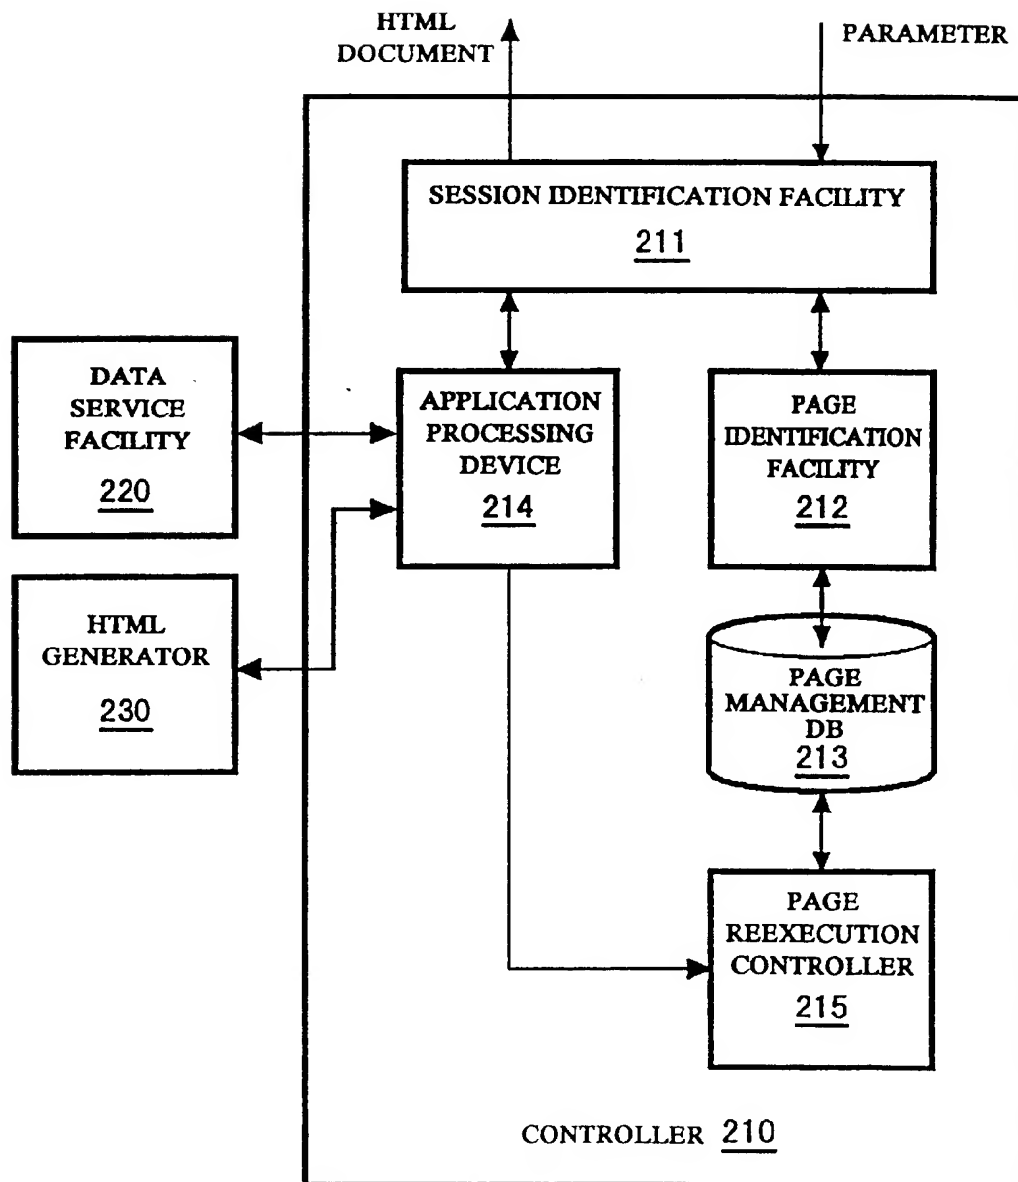 HTML
DOCUMENT
PARAMETER
SESSION IDENTIFICATION FACILITY
211
DATA
SERVICE
FACILITY
220
APPLICATION
PROCESSING
DEVICE
214
PAGE
IDENTIFICATION
FACILITY
212
HTML
GENERATOR
230
PAGE
MANAGEMENT
DB
213
PAGE
REEXECUTION
CONTROLLER
215
CONTROLLER 210